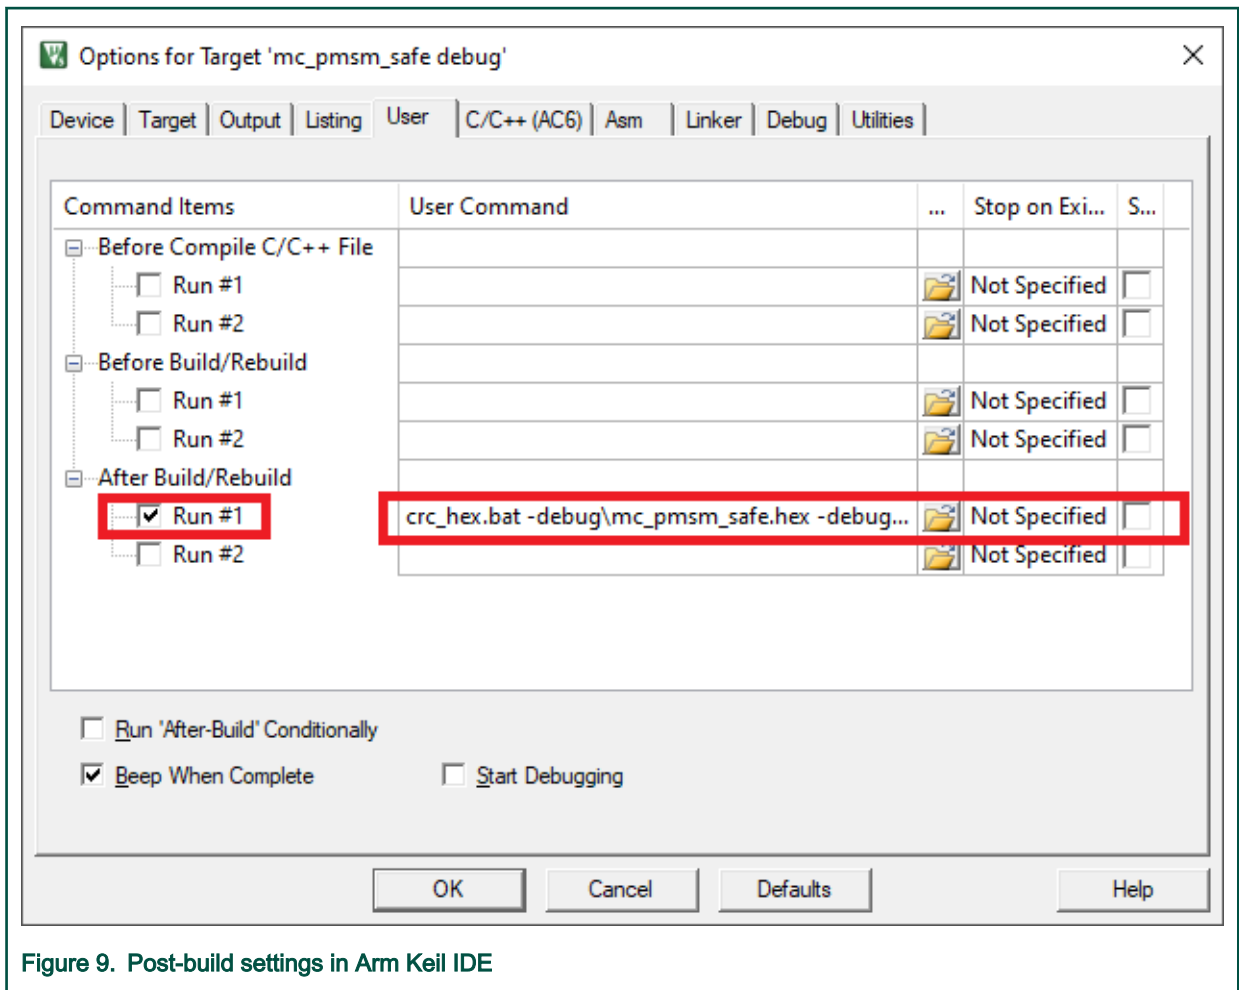 Options for Target 'mc_pmsm_safe debug'
Device Target Output Listing User C/C++ (AC6) Asm Linker Debug Utilities
Command Items User Command ... Stop on Exi... S...
Before Compile C/C++ File
Run #1 Not Specified
Run #2 Not Specified
Before Build/Rebuild
Run #1 Not Specified
Run #2 Not Specified
After Build/Rebuild
Run #1 crc_hex.bat -debug\mc_pmsm_safe.hex -debug... Not Specified
Run #2 Not Specified
Run 'After-Build' Conditionally
Beep When Complete Start Debugging
OK Cancel Defaults Help
Figure 9. Post-build settings in Arm Keil IDE